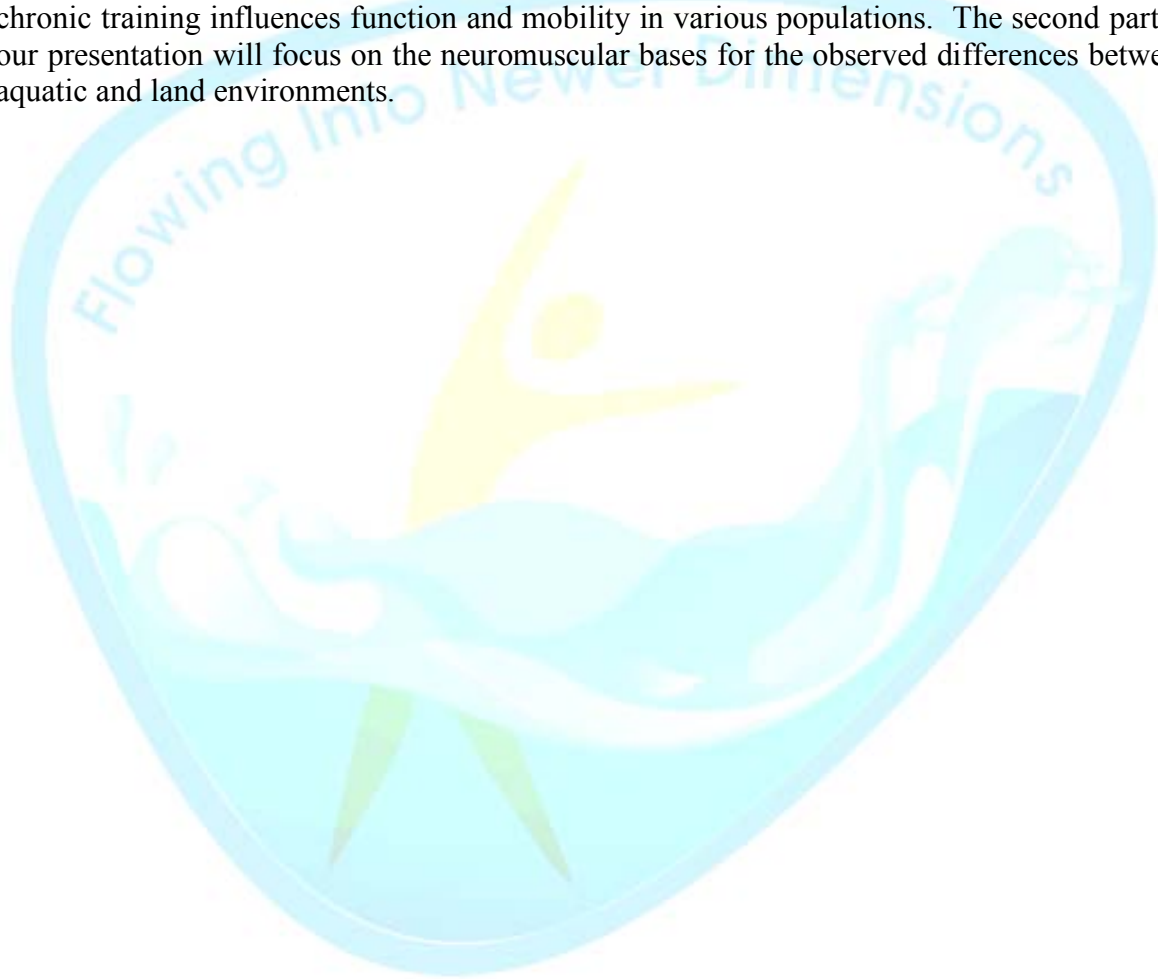 chronic training influences function and mobility in various populations. The second part
our presentation will focus on the neuromuscular bases for the observed differences betwe
aquatic and land environments.
Flowing Into Newer Dimensions